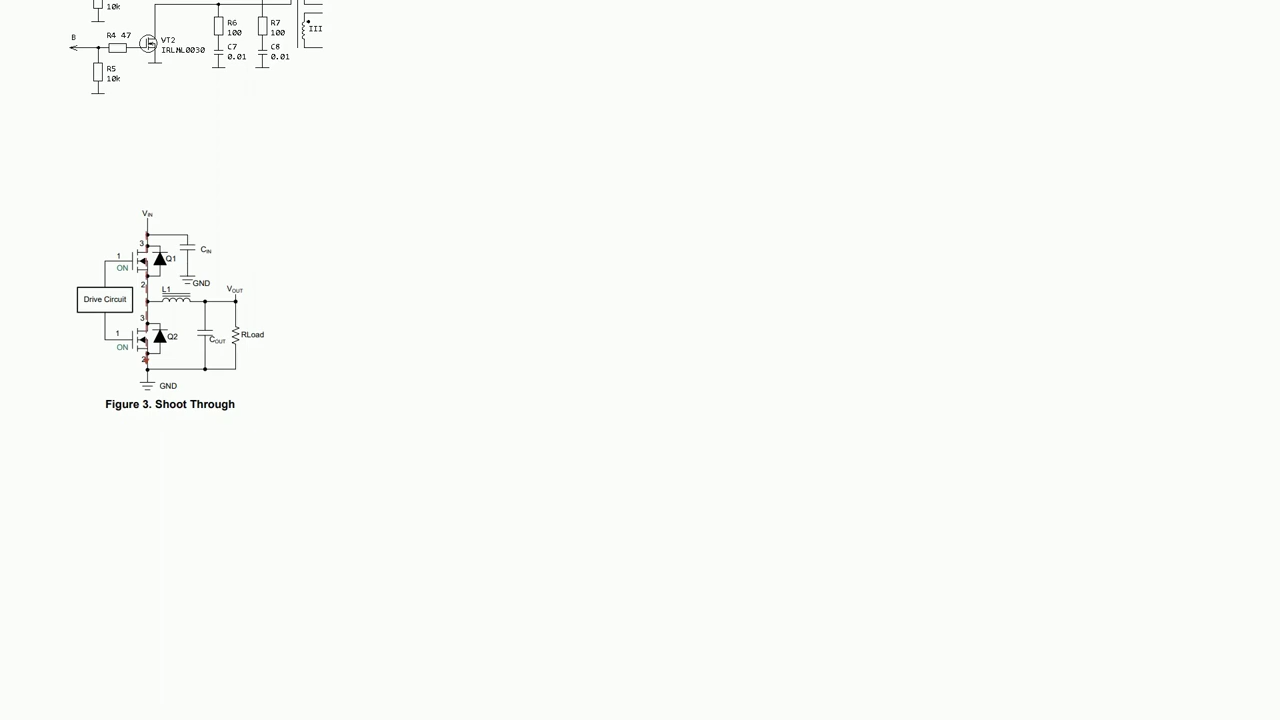 10k
B
R4 47
VT2
IRLML0030
R5
10k
R6
100
R7
100
C7
0.01
C8
0.01
III
VIN
3
CIN
1
Q1
ON
2
GND
L1
VOUT
Drive Circuit
3
1
Q2
COUT
RLoad
ON
2
GND
Figure 3. Shoot Through